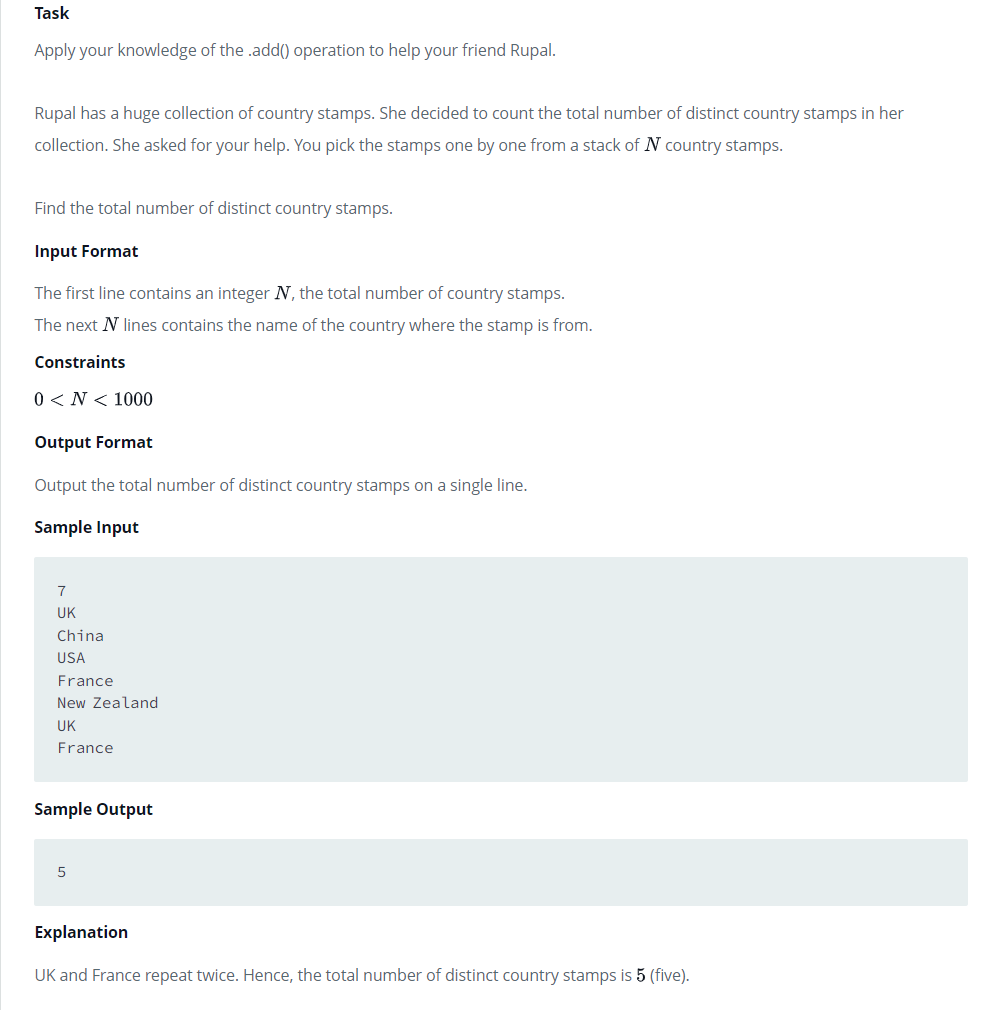 Task
Apply your knowledge of the .add() operation to help your friend Rupal.
Rupal has a huge collection of country stamps. She decided to count the total number of distinct country stamps in her
collection. She asked for your help. You pick the stamps one by one from a stack of N country stamps.
Find the total number of distinct country stamps.
Input Format
The first line contains an integer N, the total number of country stamps.
The next N lines contains the name of the country where the stamp is from.
Constraints
0 < N < 1000
Output Format
Output the total number of distinct country stamps on a single line.
Sample Input
7
UK
China
USA
France
New Zealand
UK
France
Sample Output
5
Explanation
UK and France repeat twice. Hence, the total number of distinct country stamps is 5 (five).